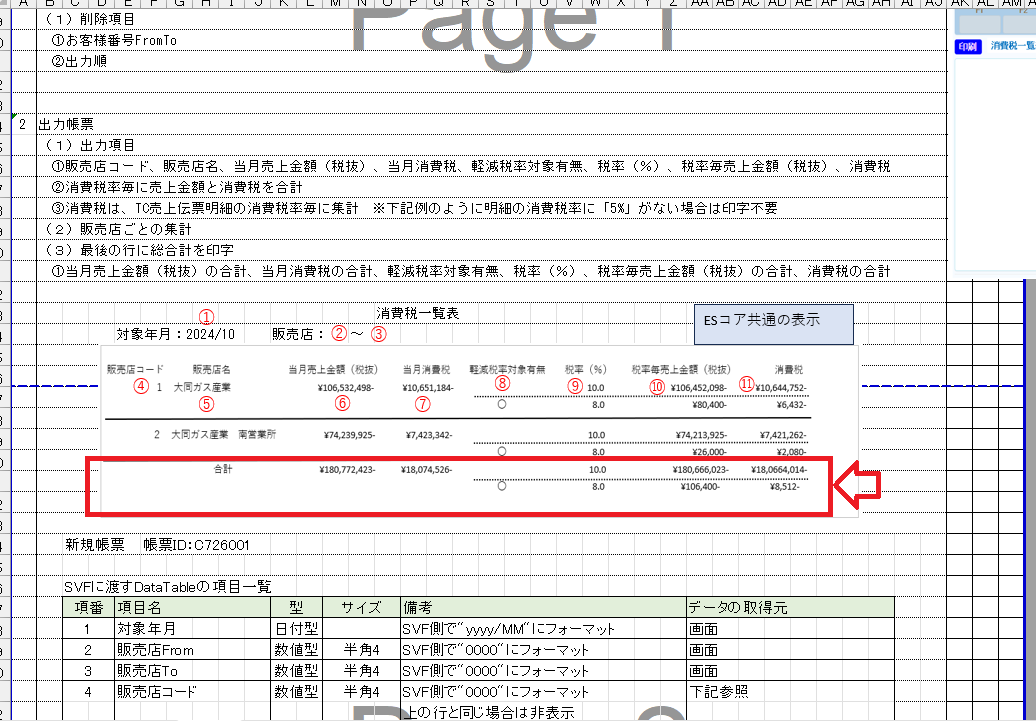 A B C D E F G H I J K L M N O P Q R S T U V W X Y Z AA AB AC AD AE AF AG AH AI AJ AK AL AM A
Page 1
(1) 削除項目
①お客様番号FromTo
②出力順
印刷 消費税一覧
2 出力帳票
(1) 出力項目
①販売店コード、販売店名、当月売上金額(税抜)、当月消費税、軽減税率対象有無、税率(%)、税率毎売上金額(税抜)、消費税
②消費税率毎に売上金額と消費税を合計
③消費税は、TC売上伝票明細の消費税率毎に集計 ※下記例のように明細の消費税率に「5%」がない場合は印字不要
(2) 販売店ごとの集計
(3) 最後の行に総合計を印字
①当月売上金額(税抜)の合計、当月消費税の合計、軽減税率対象有無、税率(%)、税率毎売上金額(税抜)の合計、消費税の合計
消費税一覧表
ESコア共通の表示
①
対象年月:2024/10 販売店: ② ~ ③
販売店コード 販売店名 当月売上金額(税抜) 当月消費税 軽減税率対象有無 税率(%) 税率毎売上金額(税抜) 消費税
④ 1 大同ガス産業 ¥106,532,498- ¥10,651,184- ⑧ ⑨ 10.0 ⑩ ¥106,452,098- ⑪ ¥10,644,752-
⑤ ⑥ ⑦ ○ 8.0 ¥80,400- ¥6,432-
2 大同ガス産業 南営業所 ¥74,239,925- ¥7,423,342- 10.0 ¥74,213,925- ¥7,421,262-
○ 8.0 ¥26,000- ¥2,080-
合計 ¥180,772,423- ¥18,074,526- 10.0 ¥180,666,023- ¥18,0664,014-
○ 8.0 ¥106,400- ¥8,512-
新規帳票 帳票ID:C726001
SVFに渡すDataTableの項目一覧
項番 項目名 型 サイズ 備考 データの取得元
1 対象年月 日付型 SVF側で"yyyy/MM"にフォーマット 画面
2 販売店From 数値型 半角4 SVF側で"0000"にフォーマット 画面
3 販売店To 数値型 半角4 SVF側で"0000"にフォーマット 画面
4 販売店コード 数値型 半角4 SVF側で"0000"にフォーマット 下記参照
上の行と同じ場合は非表示